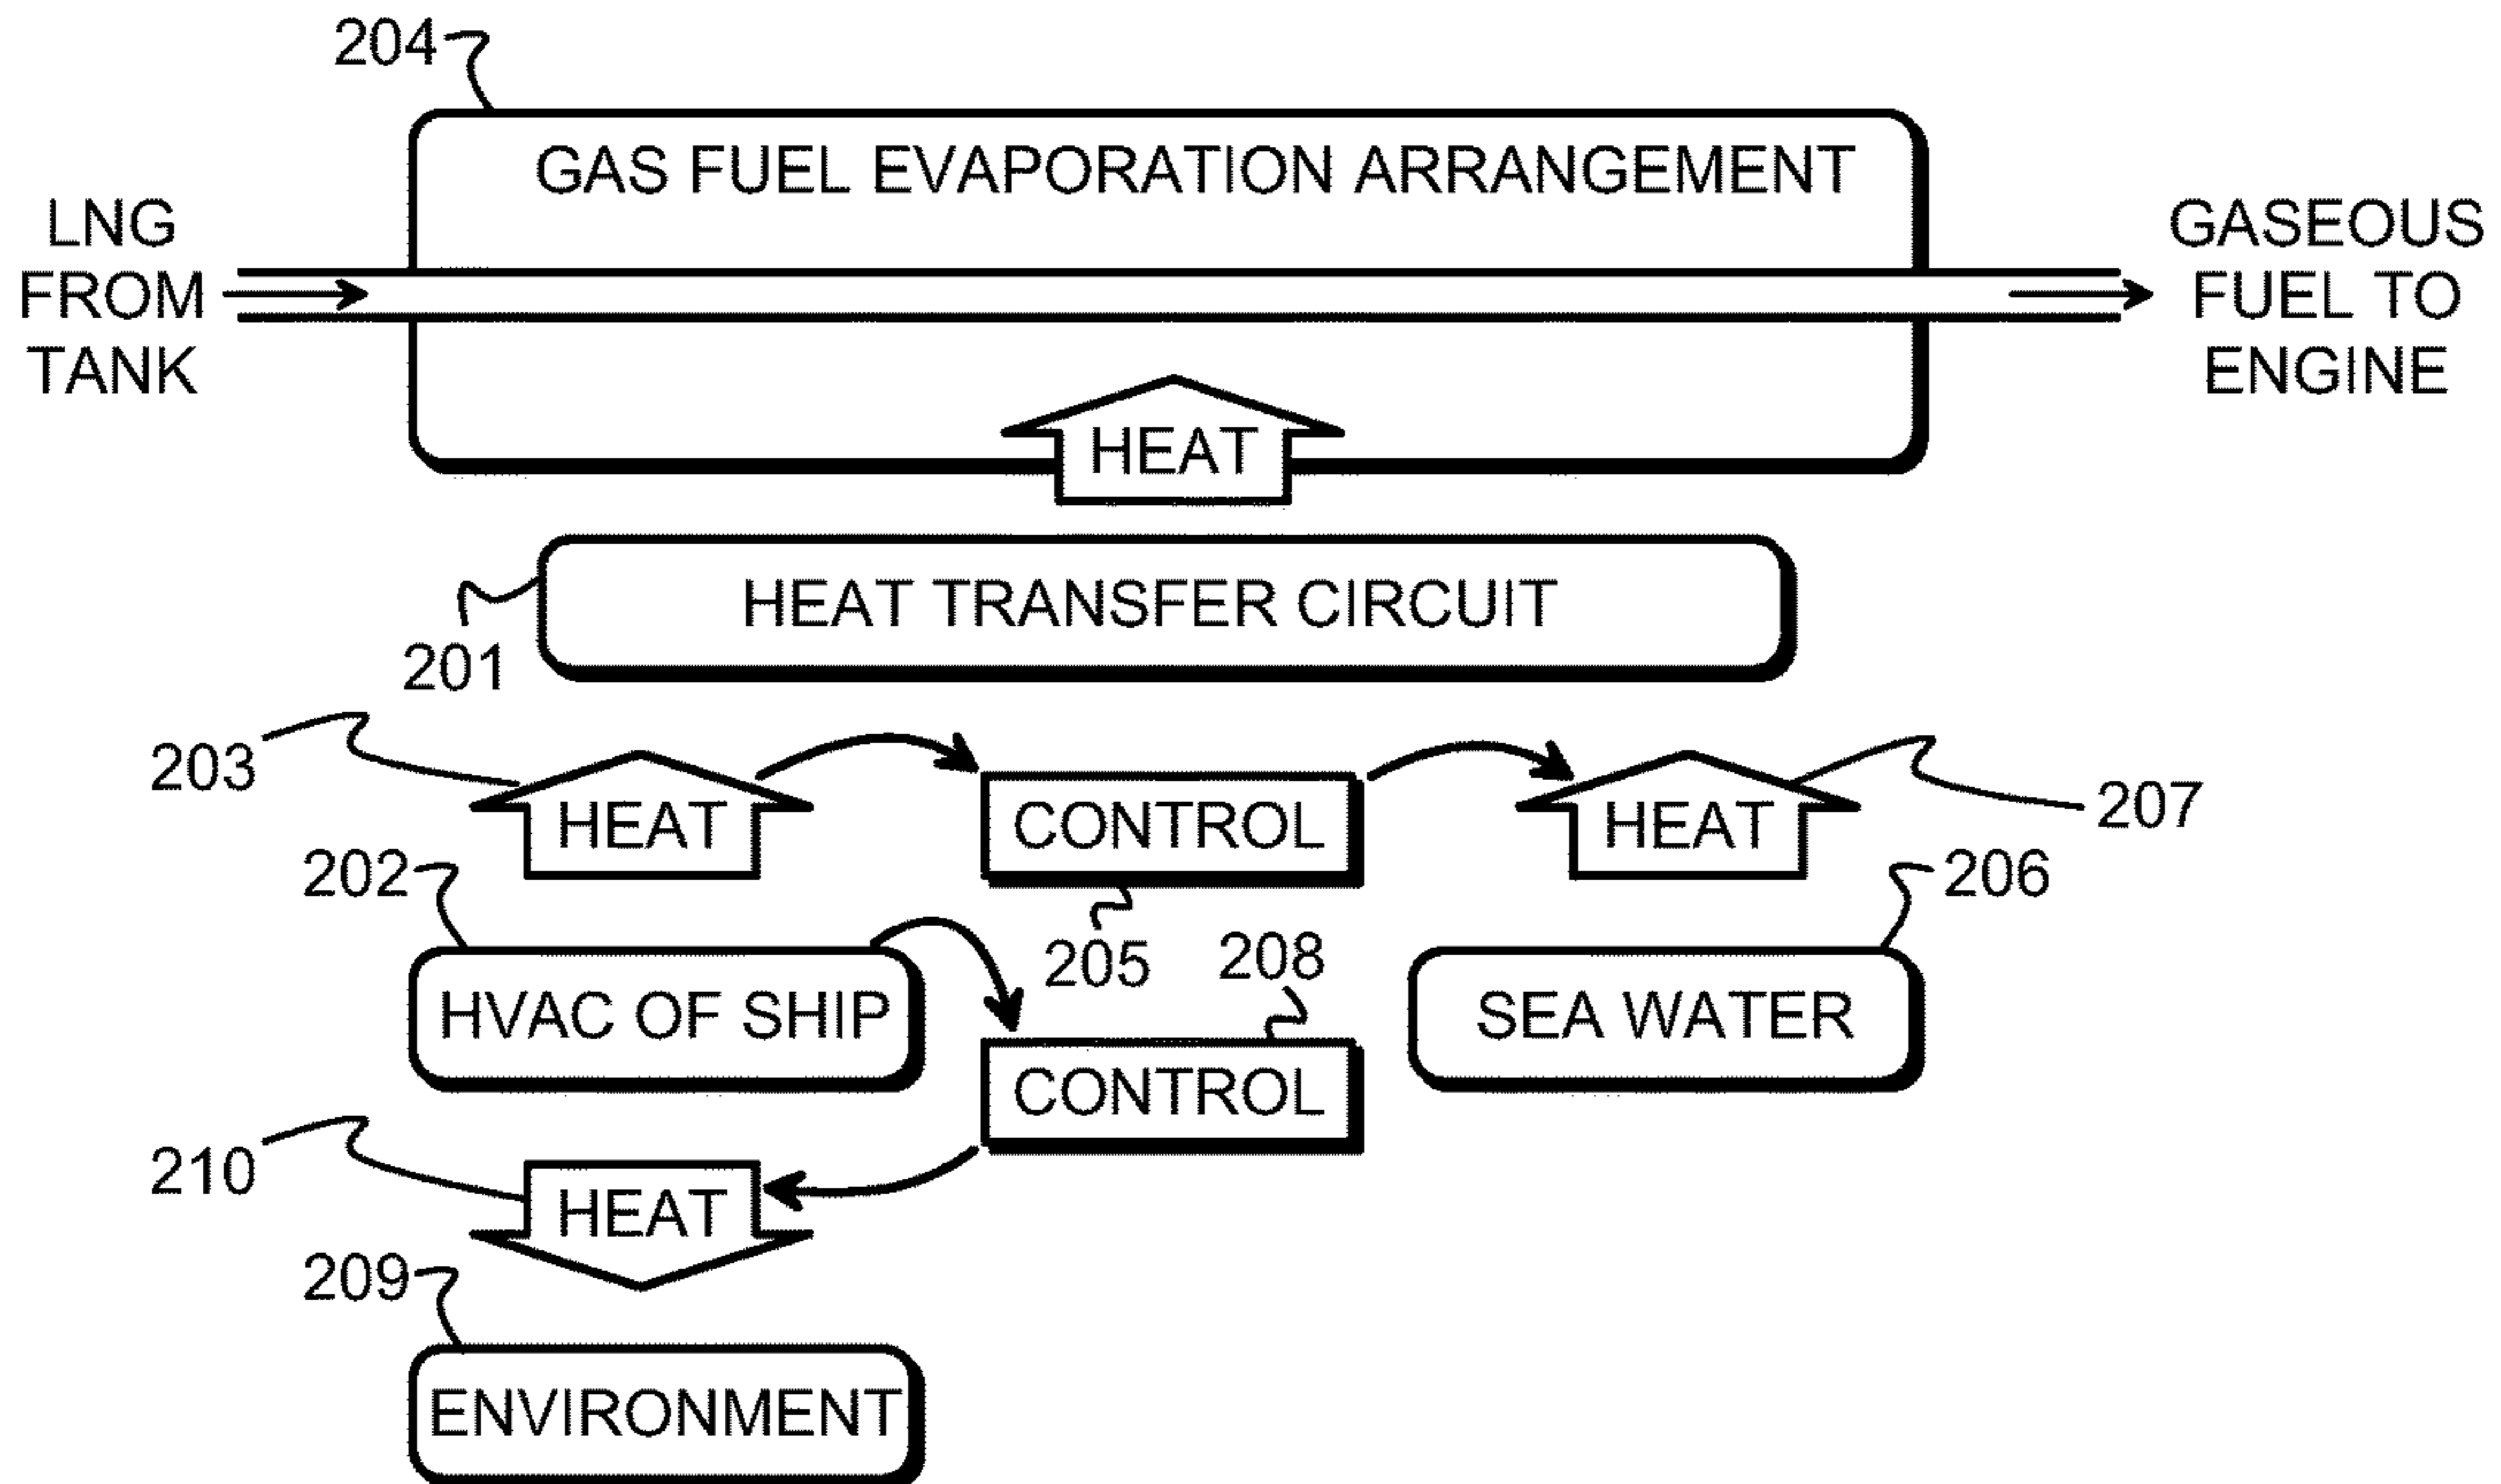 204
GAS FUEL EVAPORATION ARRANGEMENT
LNG
FROM
TANK
GASEOUS
FUEL TO
ENGINE
HEAT
HEAT TRANSFER CIRCUIT
201
203
HEAT
CONTROL
HEAT
207
202
205
208
206
HVAC OF SHIP
CONTROL
SEA WATER
210
HEAT
209
ENVIRONMENT